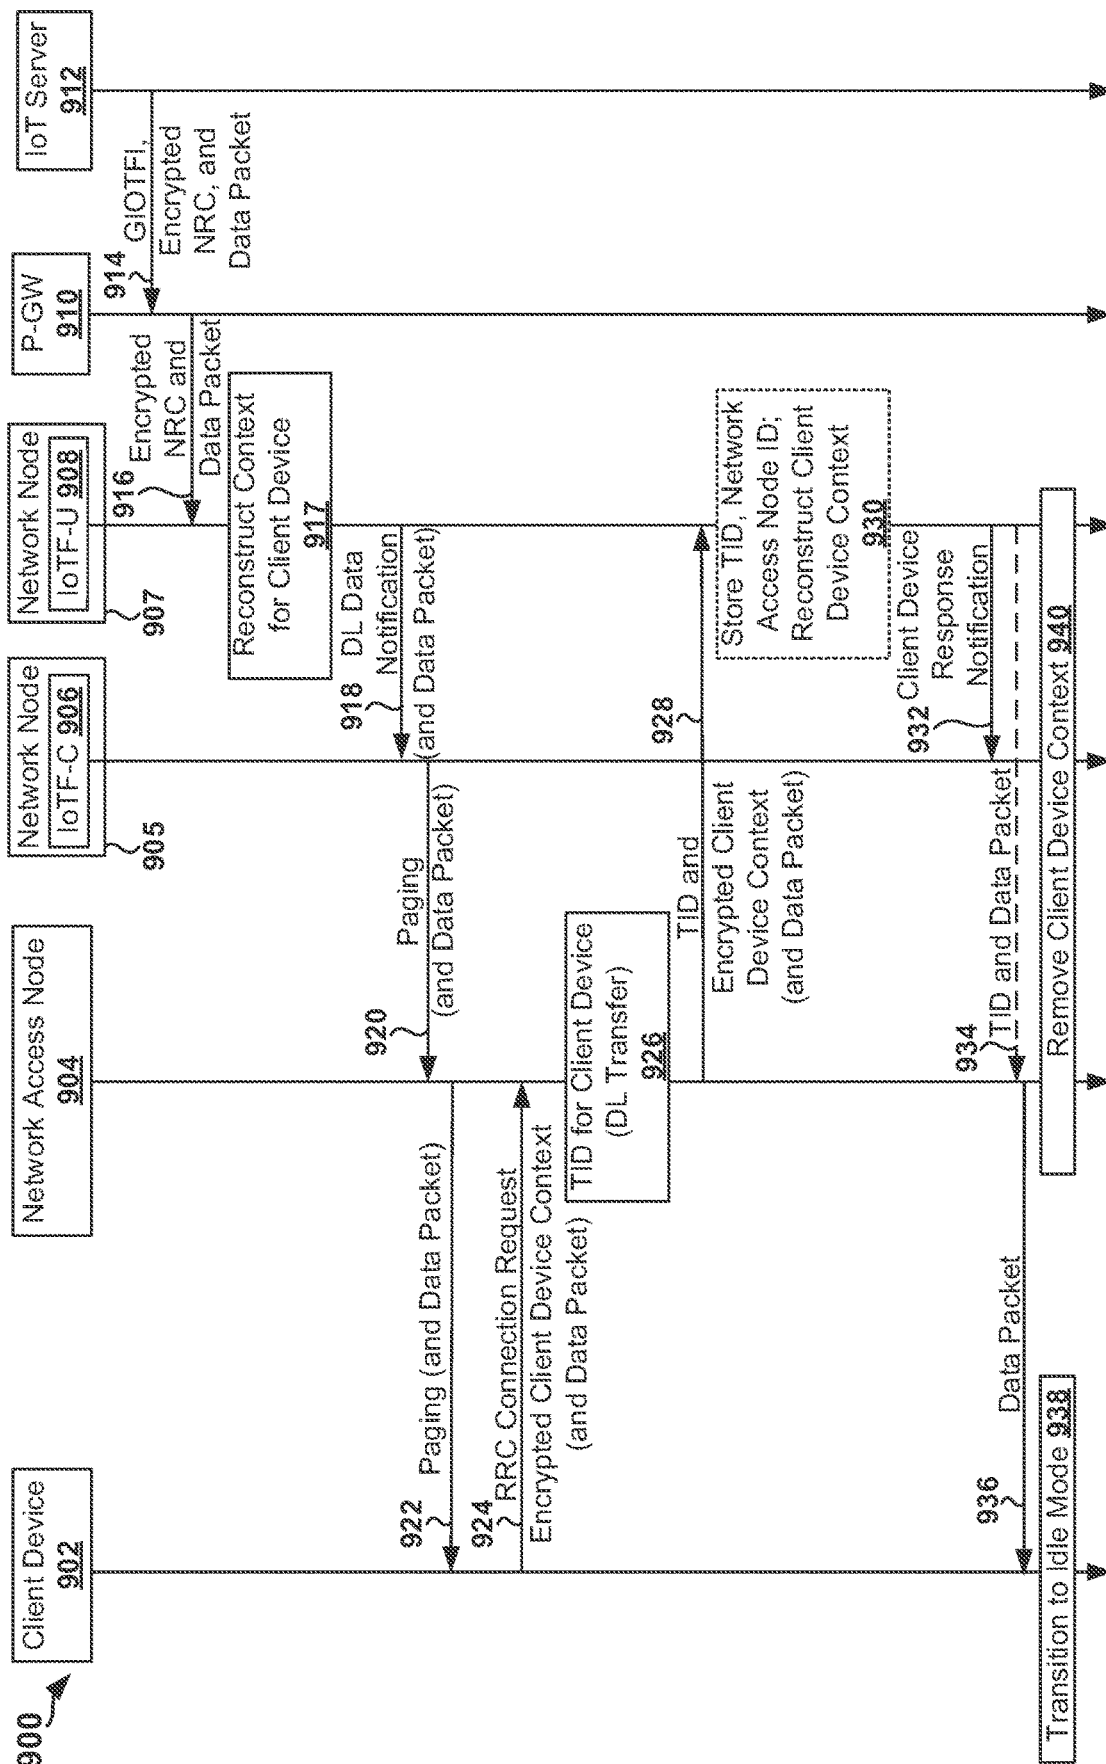 900
Client Device
902
Network Access Node
904
Network Node
IoTF-C 906
905
Network Node
IoTF-U 908
907
P-GW
910
IoT Server
912
914
GIOTFI,
Encrypted
NRC, and
Data Packet
916
Encrypted
NRC and
Data Packet
Reconstruct Context
for Client Device
917
918
DL Data
Notification
(and Data Packet)
920
Paging
(and Data Packet)
922
Paging (and Data Packet)
924
RRC Connection Request
Encrypted Client Device Context
(and Data Packet)
TID for Client Device
(DL Transfer)
926
928
TID and
Encrypted Client
Device Context
(and Data Packet)
Store TID, Network
Access Node ID;
Reconstruct Client
Device Context
930
932
Client Device
Response
Notification
934
TID and Data Packet
936
Data Packet
Transition to Idle Mode 938
Remove Client Device Context 940